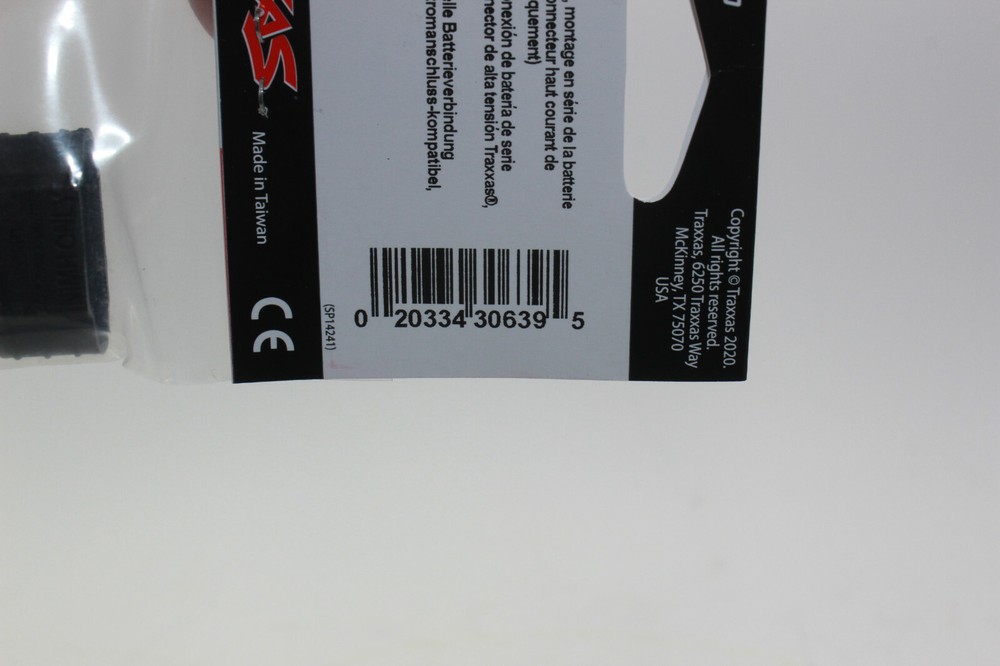 , montage en série de la batterie
onnecteur haut courant de
quement)
nexión de batería de serie
nector de alta tensión Traxxas®,
elle Batterieverbindung
romanschluss-kompatibel,
Made in Taiwan
CE
(SP14241)
0 20334 30639 5
Copyright © Traxxas 2020.
All rights reserved.
Traxxas, 6250 Traxxas Way
McKinney, TX 75070
USA